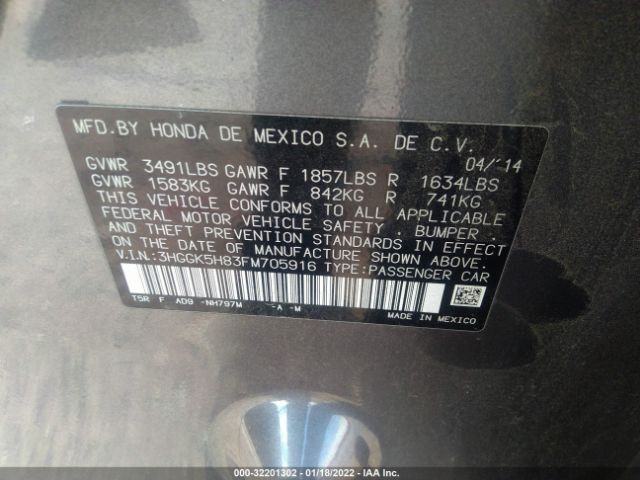 MFD.BY HONDA DE MEXICO S.A. DE C.V.
04/14
GVWR 3491LBS GAWR F 1857LBS R 1634LBS
GVWR 1583KG GAWR F 842KG R 741KG
THIS VEHICLE CONFORMS TO ALL APPLICABLE
FEDERAL MOTOR VEHICLE SAFETY, BUMPER,
AND THEFT PREVENTION STANDARDS IN EFFECT
ON THE DATE OF MANUFACTURE SHOWN ABOVE.
V.I.N.:3HGGK5H83FM705916 TYPE:PASSENGER CAR
T5R F AD9 -NH797M -A -M
MADE IN MEXICO
000-32201302 - 01/18/2022 - IAA Inc.